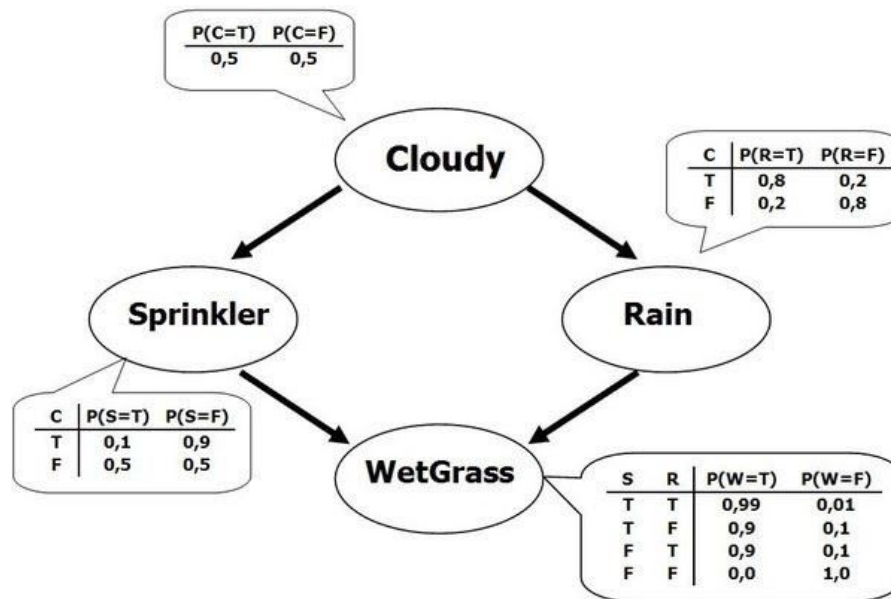 P(C=T) P(C=F)
0,5 0,5
Cloudy
C P(R=T) P(R=F)
T 0,8 0,2
F 0,2 0,8
Sprinkler
Rain
C P(S=T) P(S=F)
T 0,1 0,9
F 0,5 0,5
WetGrass
S R P(W=T) P(W=F)
T T 0,99 0,01
T F 0,9 0,1
F T 0,9 0,1
F F 0,0 1,0